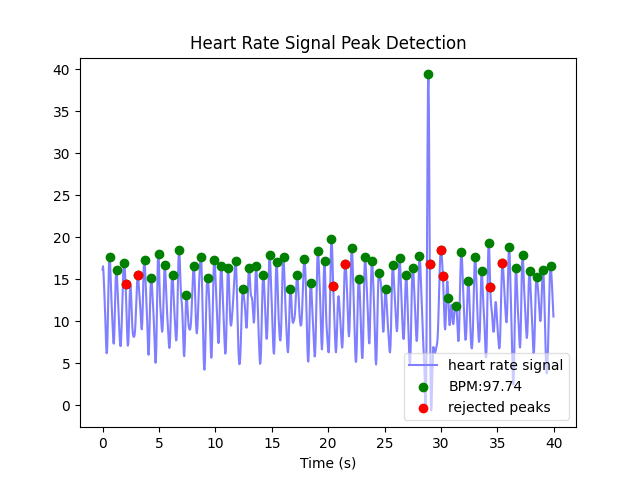 Heart Rate Signal Peak Detection
40
35
30
25
20
15
10
5
0
heart rate signal
BPM:97.74
rejected peaks
0 5 10 15 20 25 30 35 40
Time (s)